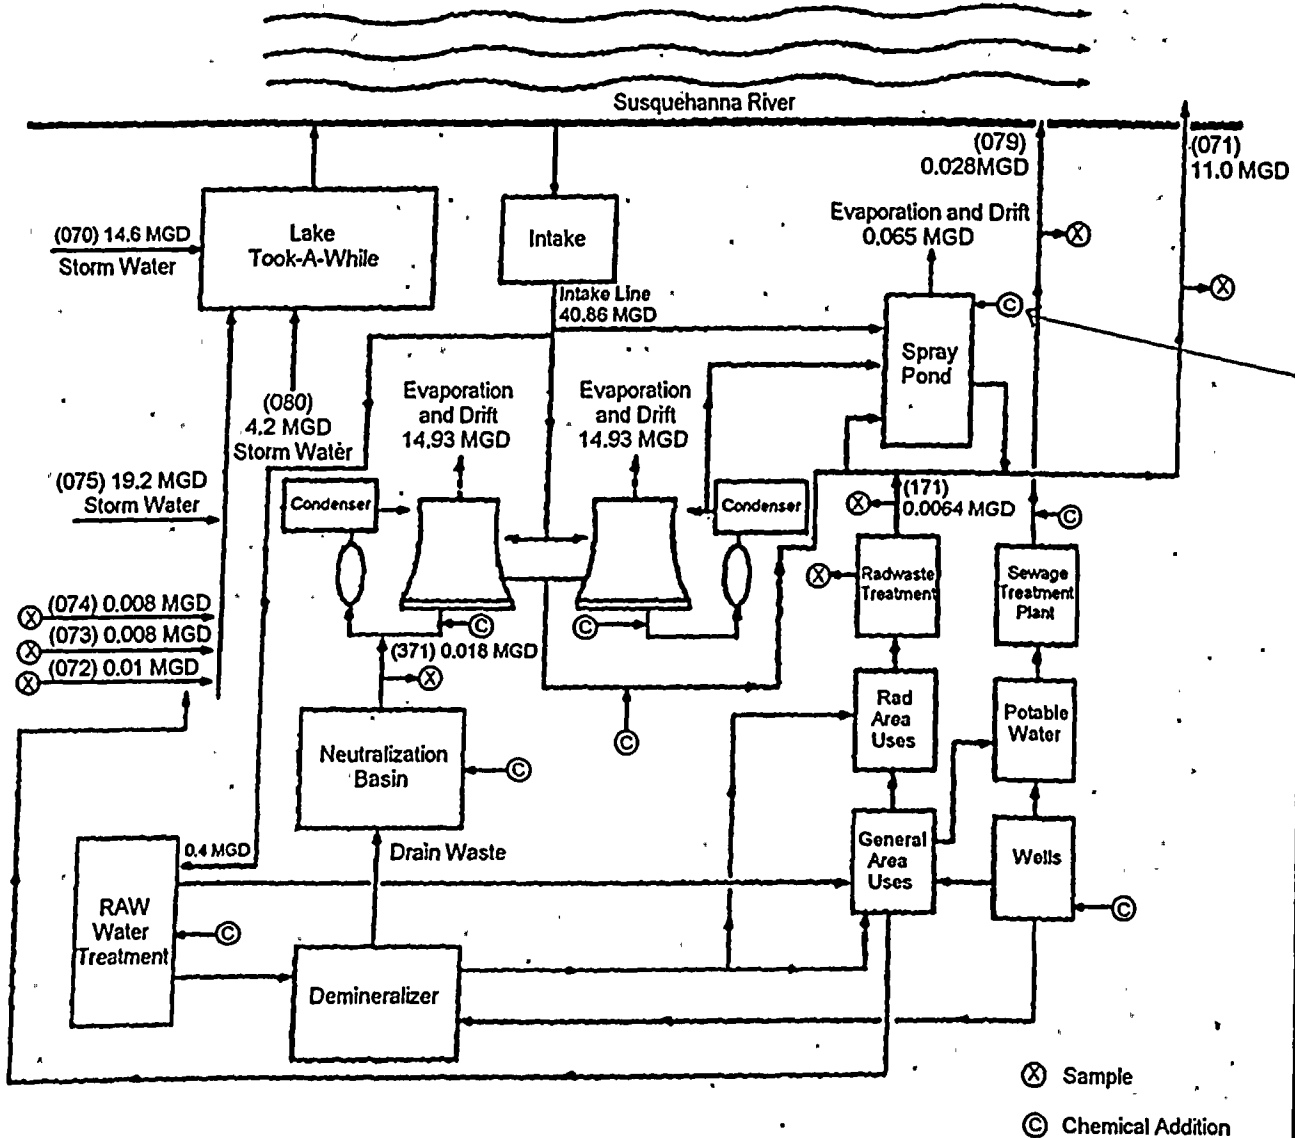 Susquehanna River
(079)
0.028MGD
(071)
11.0 MGD
(070) 14.6 MGD
Storm Water
Lake
Took-A-While
Intake
Evaporation and Drift
0.065 MGD
X
X
Intake Line
40.86 MGD
C
Spray
Pond
(080)
4.2 MGD
Storm Water
Evaporation
and Drift
14.93 MGD
Evaporation
and Drift
14.93 MGD
(075) 19.2 MGD
Storm Water
Condenser
Condenser
X
(171)
0.0064 MGD
C
X
Radwaste
Treatment
Sewage
Treatment
Plant
X (074) 0.008 MGD
X (073) 0.008 MGD
X (072) 0.01 MGD
C
C
(371) 0.018 MGD
X
Rad
Area
Uses
Potable
Water
Neutralization
Basin
C
C
0.4 MGD
Drain Waste
General
Area
Uses
Wells
C
RAW
Water
Treatment
C
Demineralizer
X Sample
C Chemical Addition